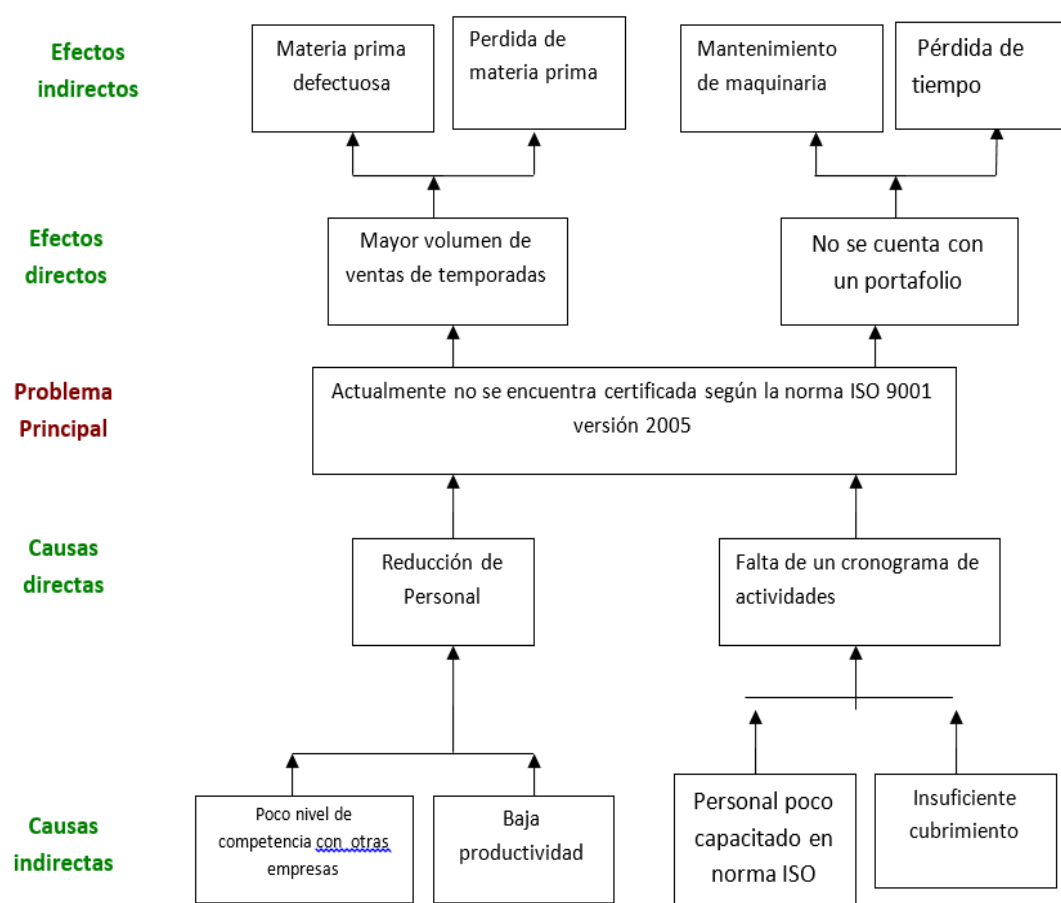 Efectos
indirectos
Materia prima
defectuosa
Perdida de
materia prima
Mantenimiento
de maquinaria
Pérdida de
tiempo
Efectos
directos
Mayor volumen de
ventas de temporadas
No se cuenta con
un portafolio
Problema
Principal
Actualmente no se encuentra certificada según la norma ISO 9001
versión 2005
Causas
directas
Reducción de
Personal
Falta de un cronograma de
actividades
Causas
indirectas
Poco nivel de
competencia con otras
empresas
Baja
productividad
Personal poco
capacitado en
norma ISO
Insuficiente
cubrimiento